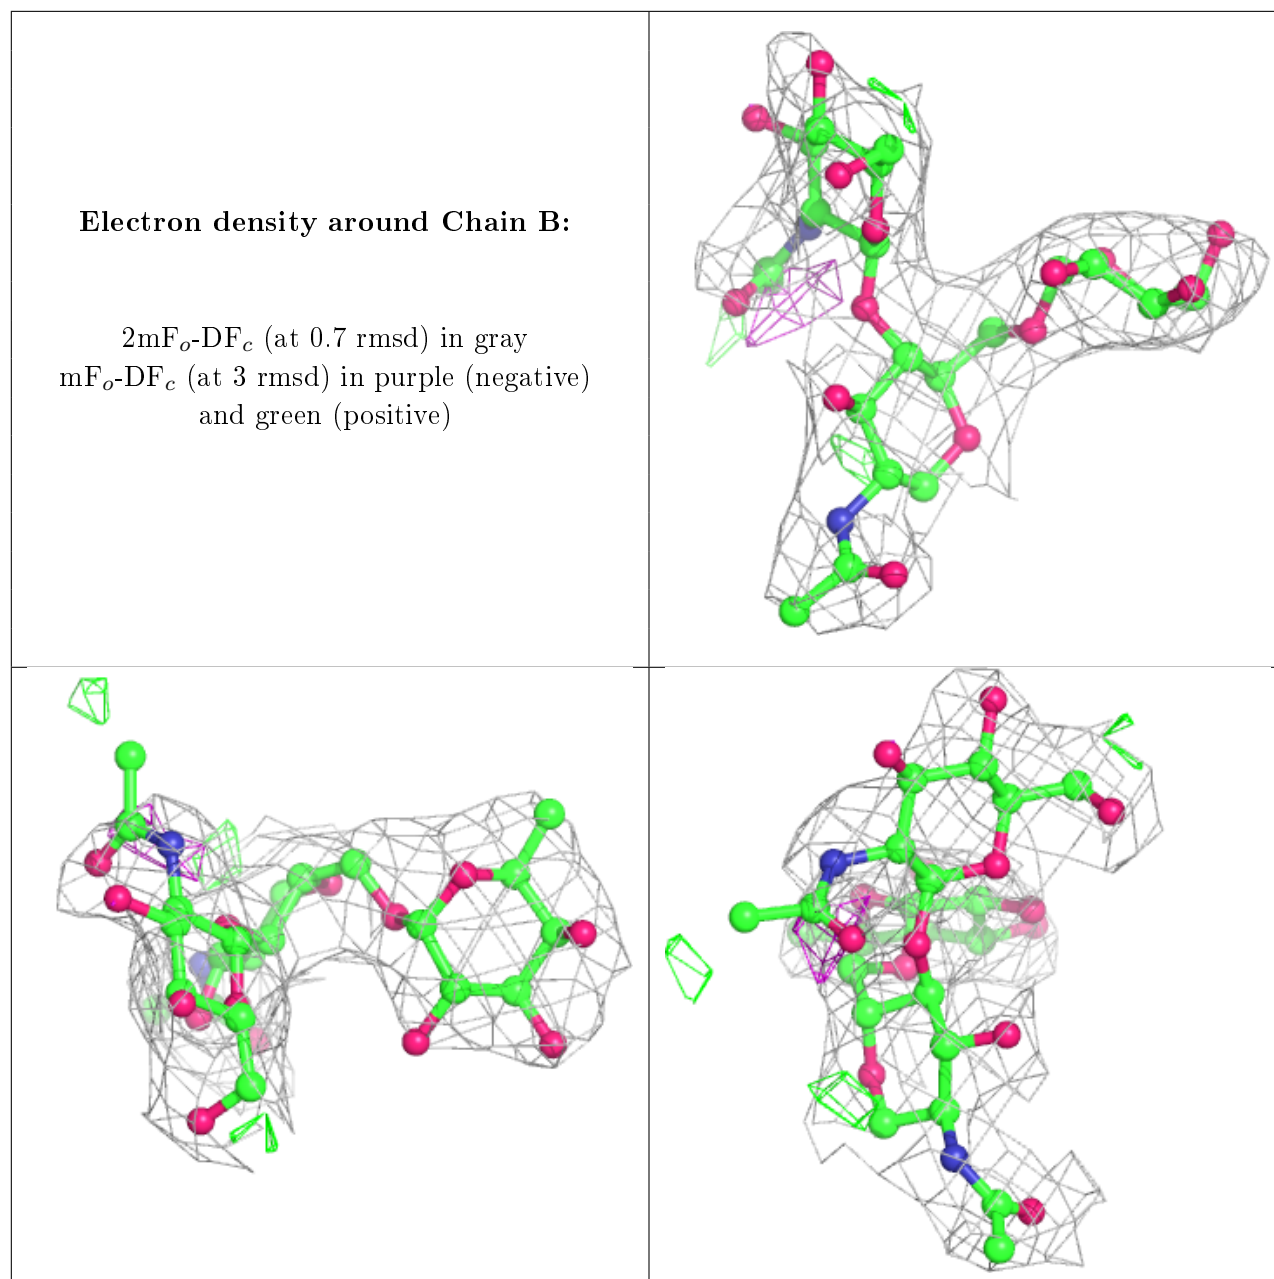 Electron density around Chain B:
2mFₒ-DF𝒸 (at 0.7 rmsd) in gray
mFₒ-DF𝒸 (at 3 rmsd) in purple (negative)
and green (positive)